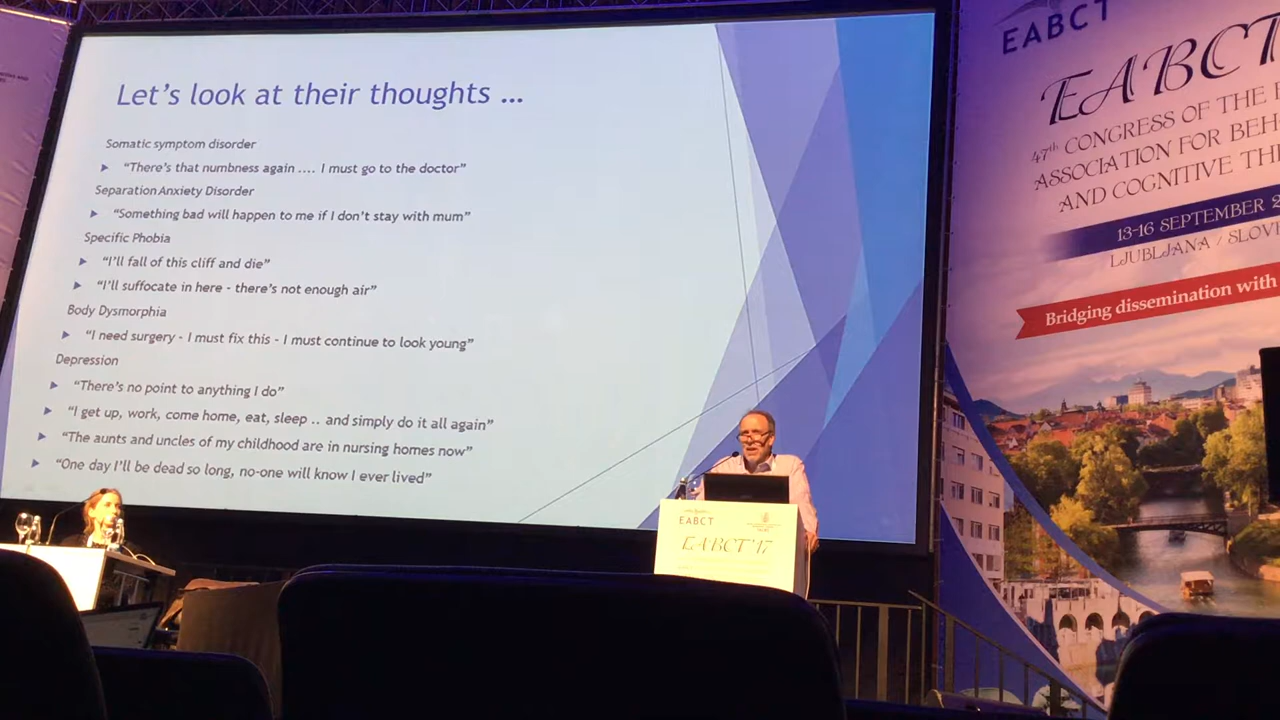 Let's look at their thoughts ...
Somatic symptom disorder
"There's that numbness again .... I must go to the doctor"
Separation Anxiety Disorder
"Something bad will happen to me if I don't stay with mum"
Specific Phobia
"I'll fall of this cliff and die"
"I'll suffocate in here - there's not enough air"
Body Dysmorphia
"I need surgery - I must fix this - I must continue to look young"
Depression
"There's no point to anything I do"
"I get up, work, come home, eat, sleep .. and simply do it all again"
"The aunts and uncles of my childhood are in nursing homes now"
"One day I'll be dead so long, no-one will know I ever lived"
EABCT
EABCT'17
EABCT
EABCT
47th CONGRESS OF THE
ASSOCIATION FOR BEH
AND COGNITIVE TH
13-16 SEPTEMBER 2
LJUBLJANA / SLOVE
Bridging dissemination with